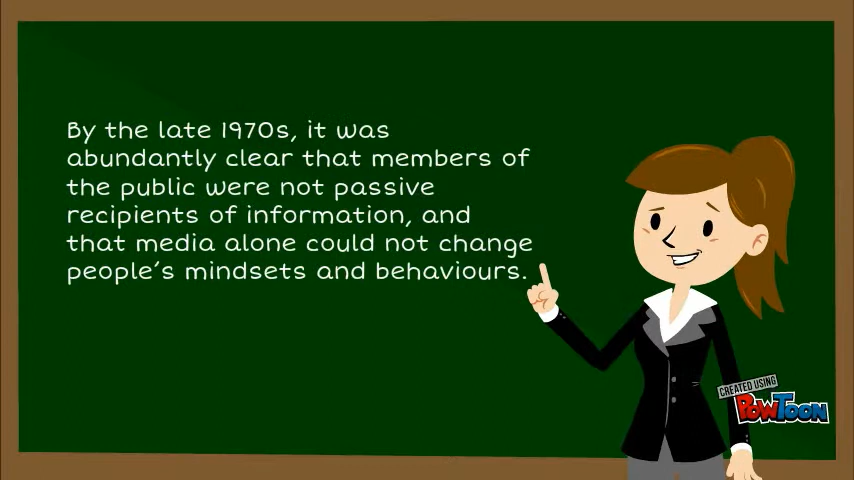 By the late 1970s, it was
abundantly clear that members of
the public were not passive
recipients of information, and
that media alone could not change
people's mindsets and behaviours.
CREATED USING
POWTOON